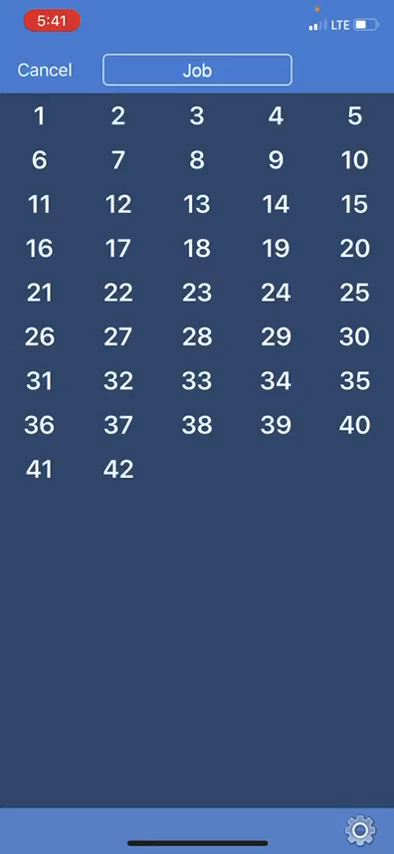 5:41 LTE
Cancel Job
1 2 3 4 5
6 7 8 9 10
11 12 13 14 15
16 17 18 19 20
21 22 23 24 25
26 27 28 29 30
31 32 33 34 35
36 37 38 39 40
41 42